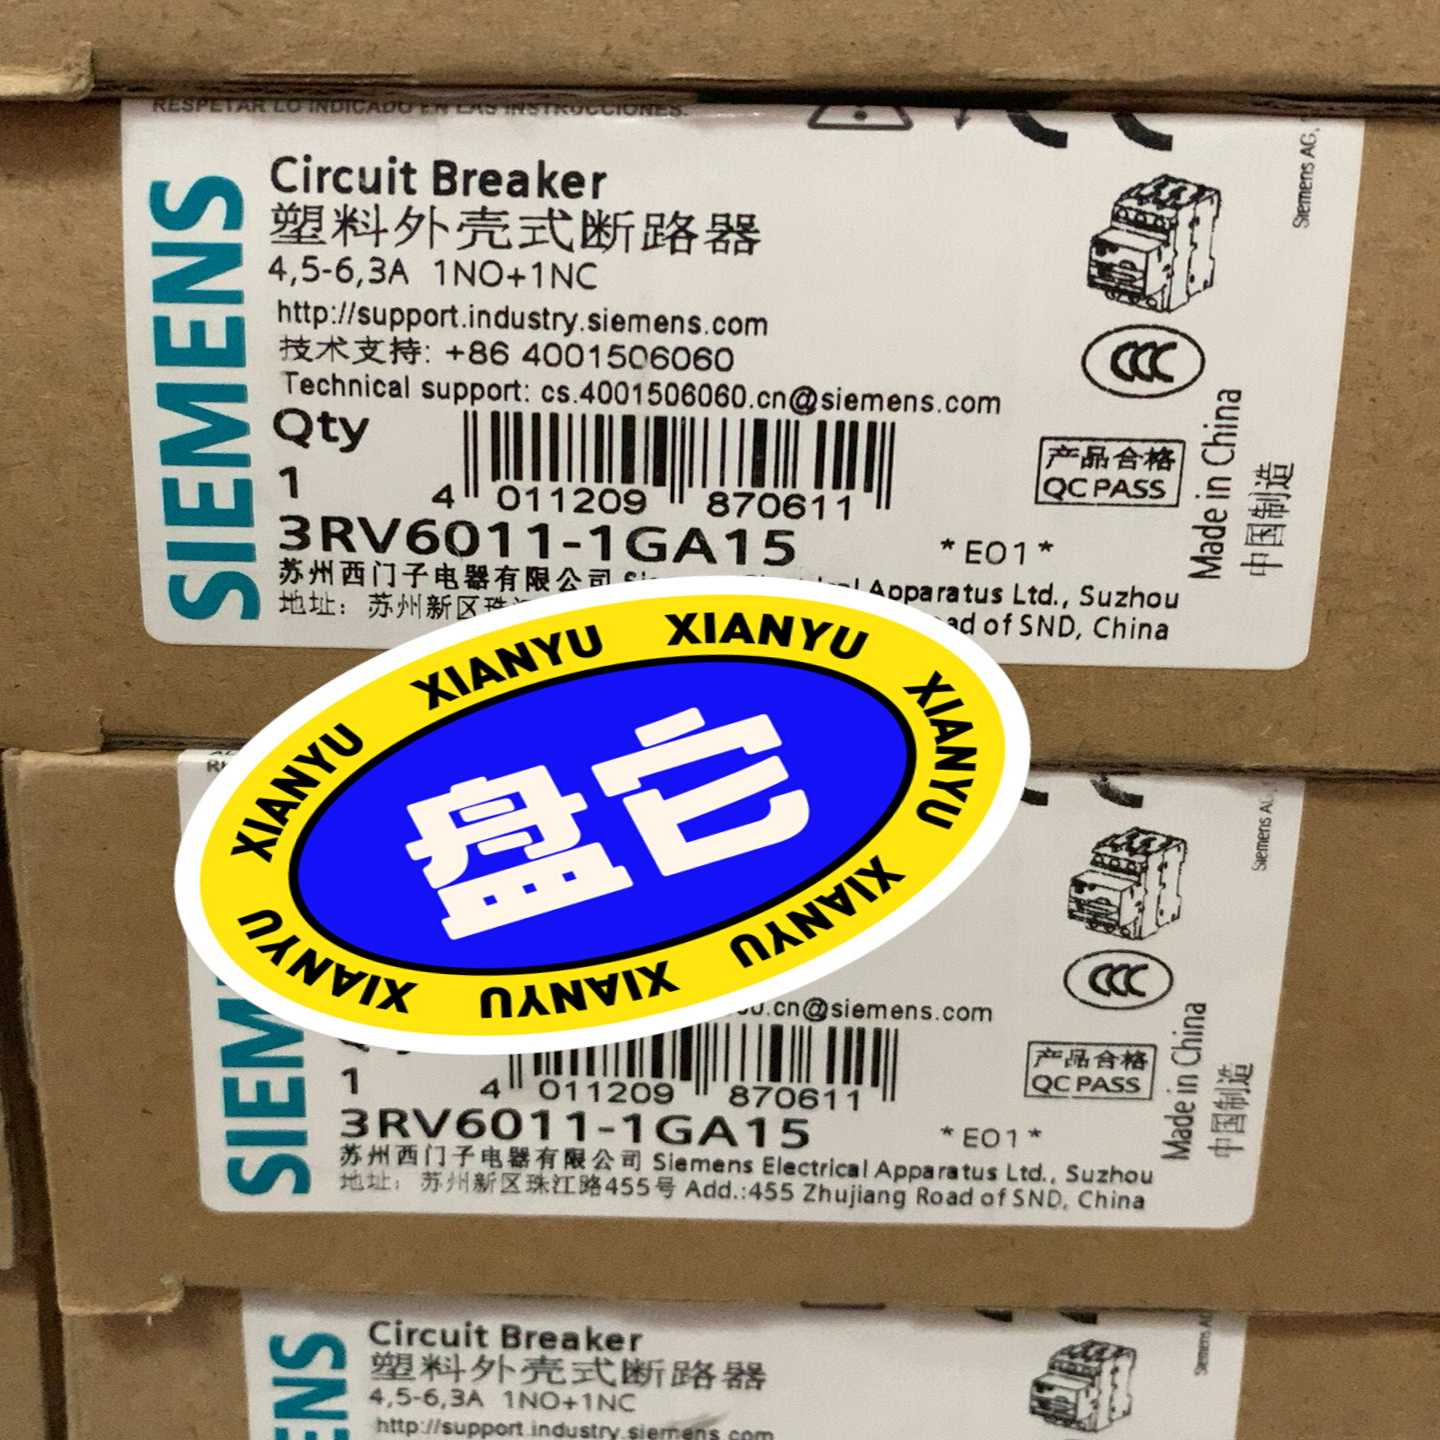 RESPETAR LO INDICADO EN LAS INSTRUCCIONES.
SIEMENS
Circuit Breaker
塑料外壳式断路器
4,5-6,3A 1NO+1NC
http://support.industry.siemens.com
技术支持: +86 4001506060
Technical support: cs.4001506060.cn@siemens.com
Qty
1
4 011209 870611
3RV6011-1GA15
*E01*
苏州西门子电器有限公司 Apparatus Ltd., Suzhou
地址: 苏州新区 of SND, China
Siemens AG,
CCC
产品合格
QC PASS
Made in China
中国制造
XIANYU XIANYU XIANYU XIANYU XIANYU XIANYU XIANYU XIANYU
盘它
.cn@siemens.com
1
4 011209 870611
3RV6011-1GA15
*E01*
苏州西门子电器有限公司 Siemens Electrical Apparatus Ltd., Suzhou
地址: 苏州新区珠江路455号 Add.:455 Zhujiang Road of SND, China
Siemens
CCC
产品合格
QC PASS
Made in China
中国制造
Circuit Breaker
塑料外壳式断路器
4,5-6,3A 1NO+1NC
http://support.industry.siemens.com
Siemens